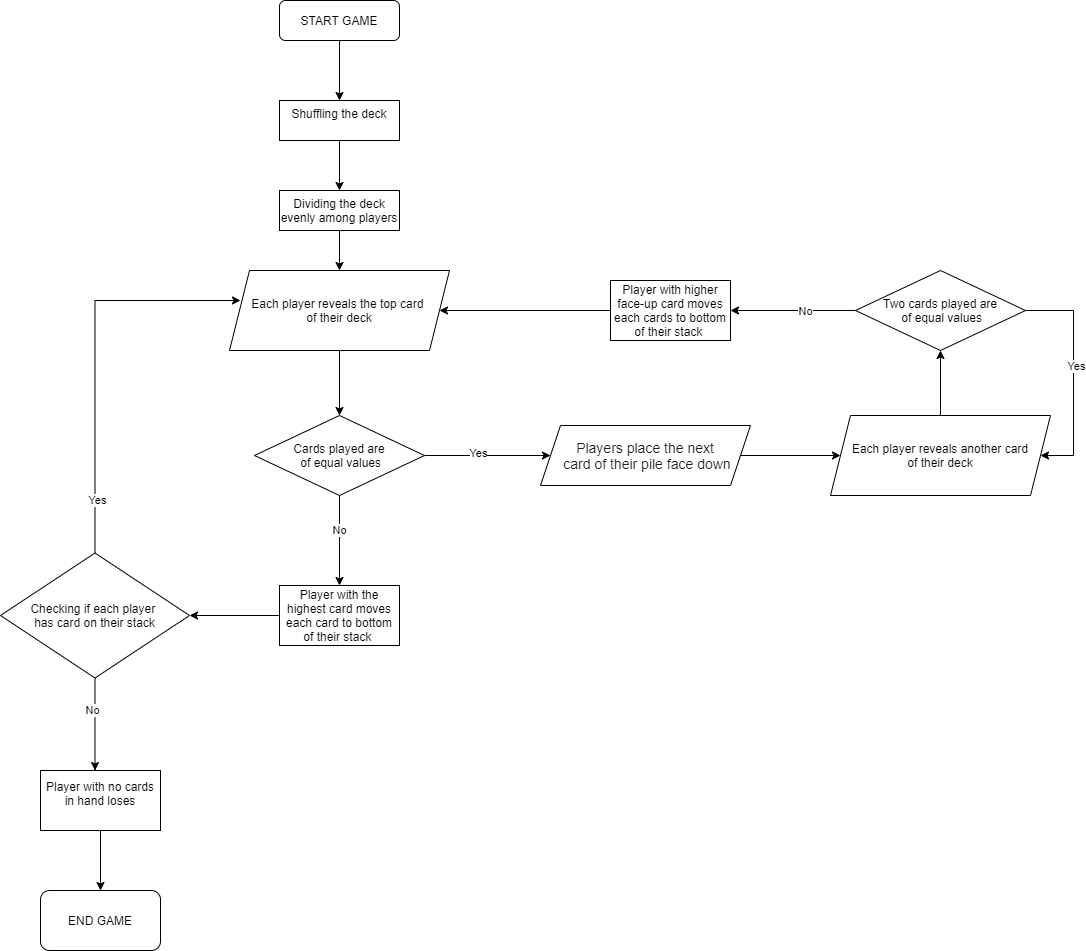 START GAME
Shuffling the deck
Dividing the deck
evenly among players
Each player reveals the top card
of their deck
Player with higher
face-up card moves
each cards to bottom
of their stack
No
Two cards played are
of equal values
Yes
Cards played are
of equal values
Yes
Players place the next
card of their pile face down
Each player reveals another card
of their deck
No
Yes
Player with the
highest card moves
each card to bottom
of their stack
Checking if each player
has card on their stack
No
Player with no cards
in hand loses
END GAME